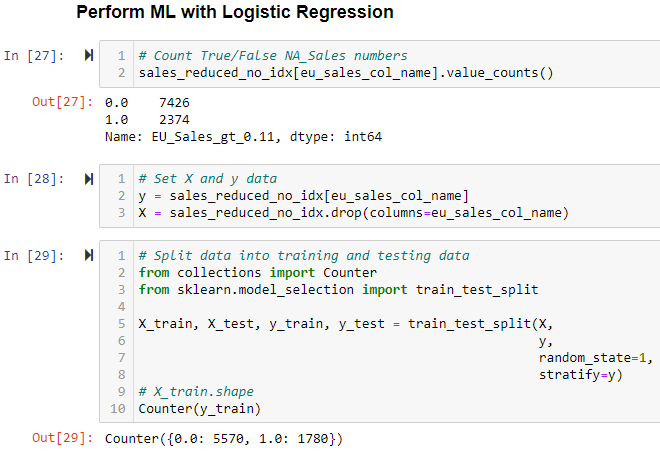 Perform ML with Logistic Regression
In [27]:
1 # Count True/False NA_Sales numbers
2 sales_reduced_no_idx[eu_sales_col_name].value_counts()
Out[27]: 0.0    7426
1.0    2374
Name: EU_Sales_gt_0.11, dtype: int64
In [28]:
1 # Set X and y data
2 y = sales_reduced_no_idx[eu_sales_col_name]
3 X = sales_reduced_no_idx.drop(columns=eu_sales_col_name)
In [29]:
1 # Split data into training and testing data
2 from collections import Counter
3 from sklearn.model_selection import train_test_split
4
5 X_train, X_test, y_train, y_test = train_test_split(X,
6                                                     y,
7                                                     random_state=1,
8                                                     stratify=y)
9 # X_train.shape
10 Counter(y_train)
Out[29]: Counter({0.0: 5570, 1.0: 1780})